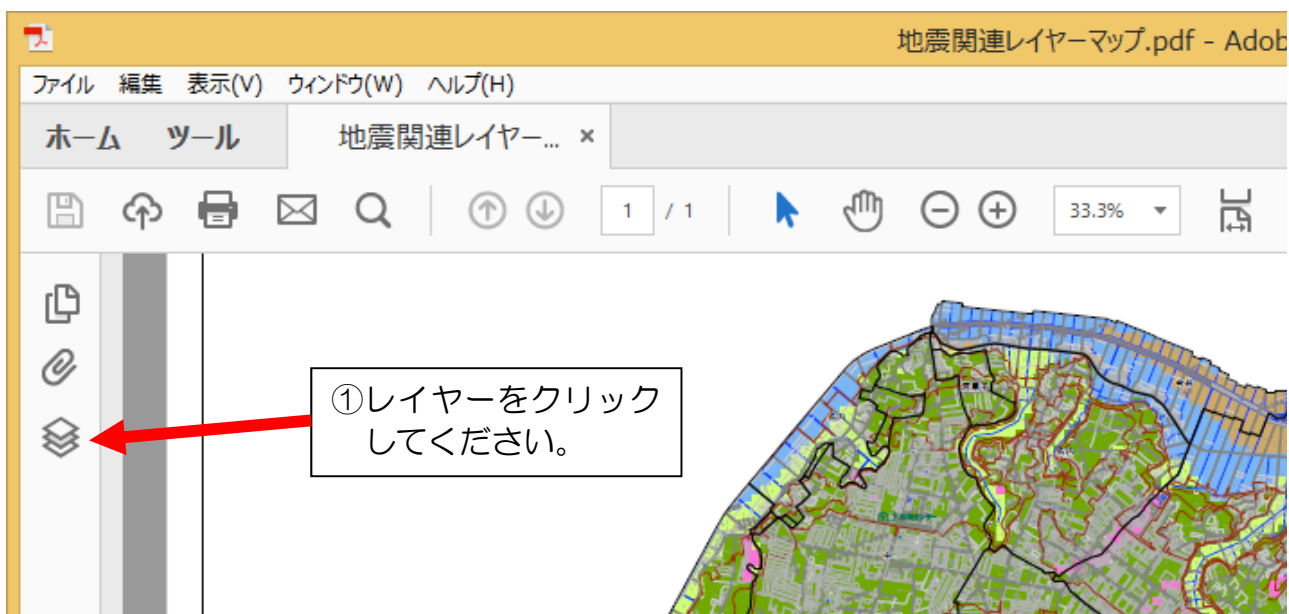 地震関連レイヤーマップ.pdf - Adob
ファイル 編集 表示(V) ウィンドウ(W) ヘルプ(H)
ホーム ツール 地震関連レイヤー... ×
1 / 1 33.3%
①レイヤーをクリック
してください。